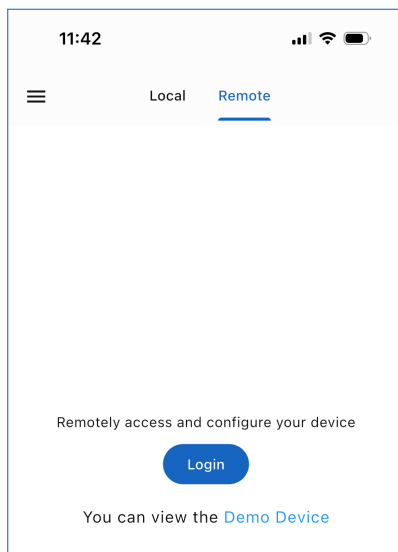 11:42
Local Remote
Remotely access and configure your device
Login
You can view the Demo Device